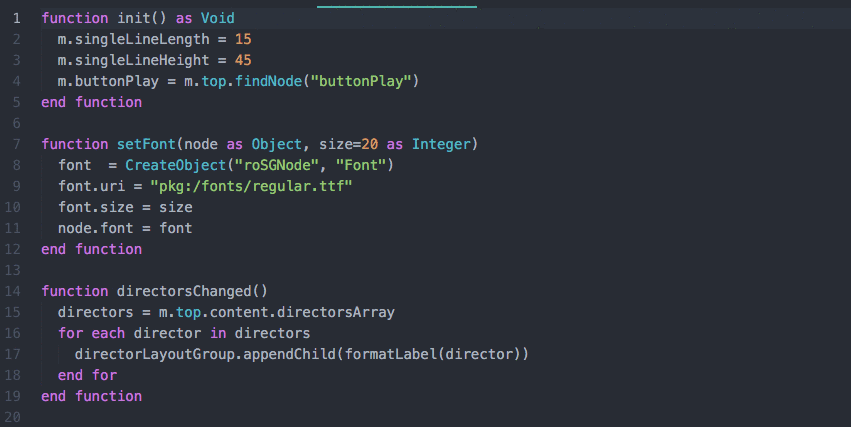 1 function init() as Void
2   m.singleLineLength = 15
3   m.singleLineHeight = 45
4   m.buttonPlay = m.top.findNode("buttonPlay")
5 end function
6
7 function setFont(node as Object, size=20 as Integer)
8   font  = CreateObject("roSGNode", "Font")
9   font.uri = "pkg:/fonts/regular.ttf"
10   font.size = size
11   node.font = font
12 end function
13
14 function directorsChanged()
15   directors = m.top.content.directorsArray
16   for each director in directors
17     directorLayoutGroup.appendChild(formatLabel(director))
18   end for
19 end function
20